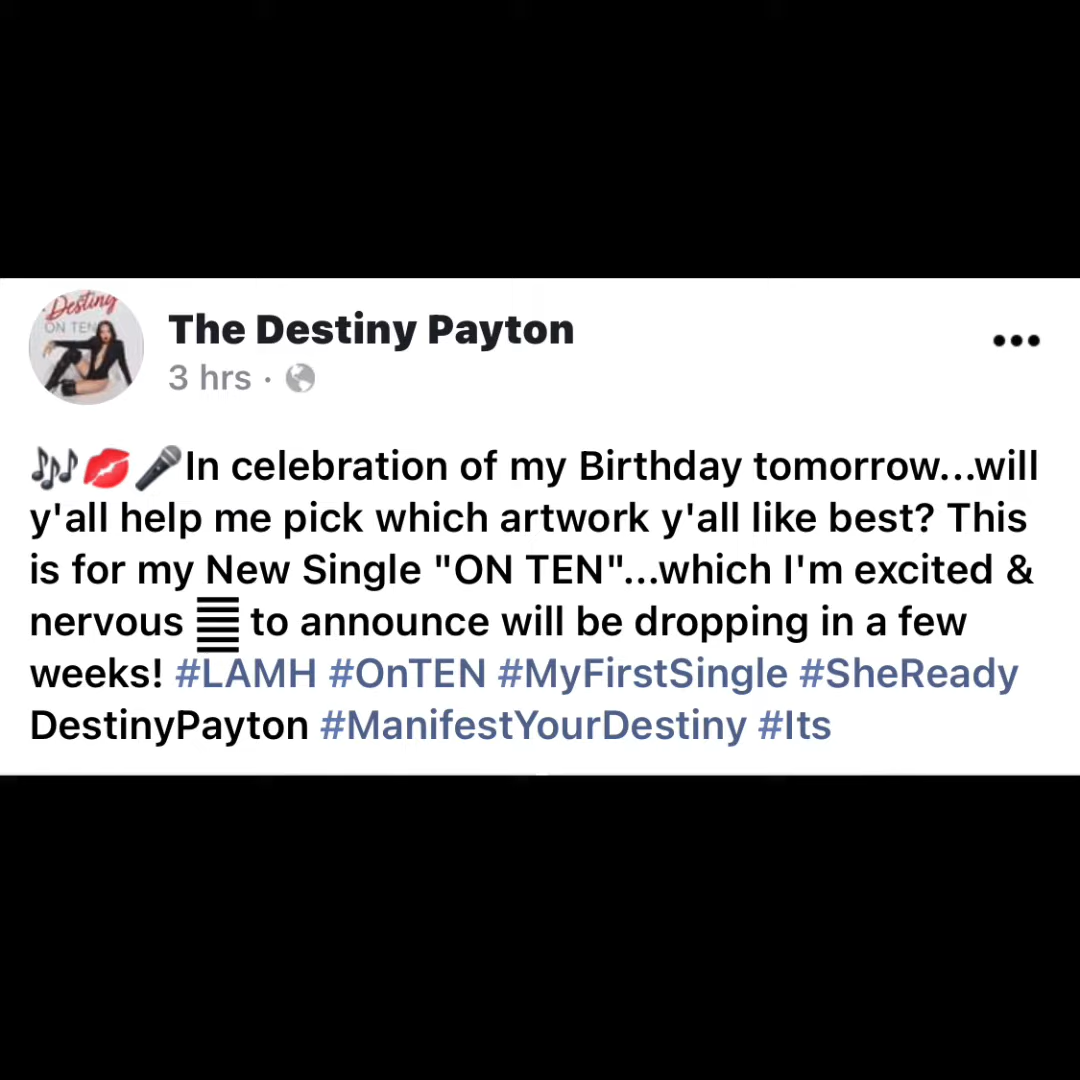 Destiny
ON TEN
The Destiny Payton
3 hrs ·
🎶💋🎤In celebration of my Birthday tomorrow...will
y'all help me pick which artwork y'all like best? This
is for my New Single "ON TEN"...which I'm excited &
nervous to announce will be dropping in a few
weeks! #LAMH #OnTEN #MyFirstSingle #SheReady
DestinyPayton #ManifestYourDestiny #Its